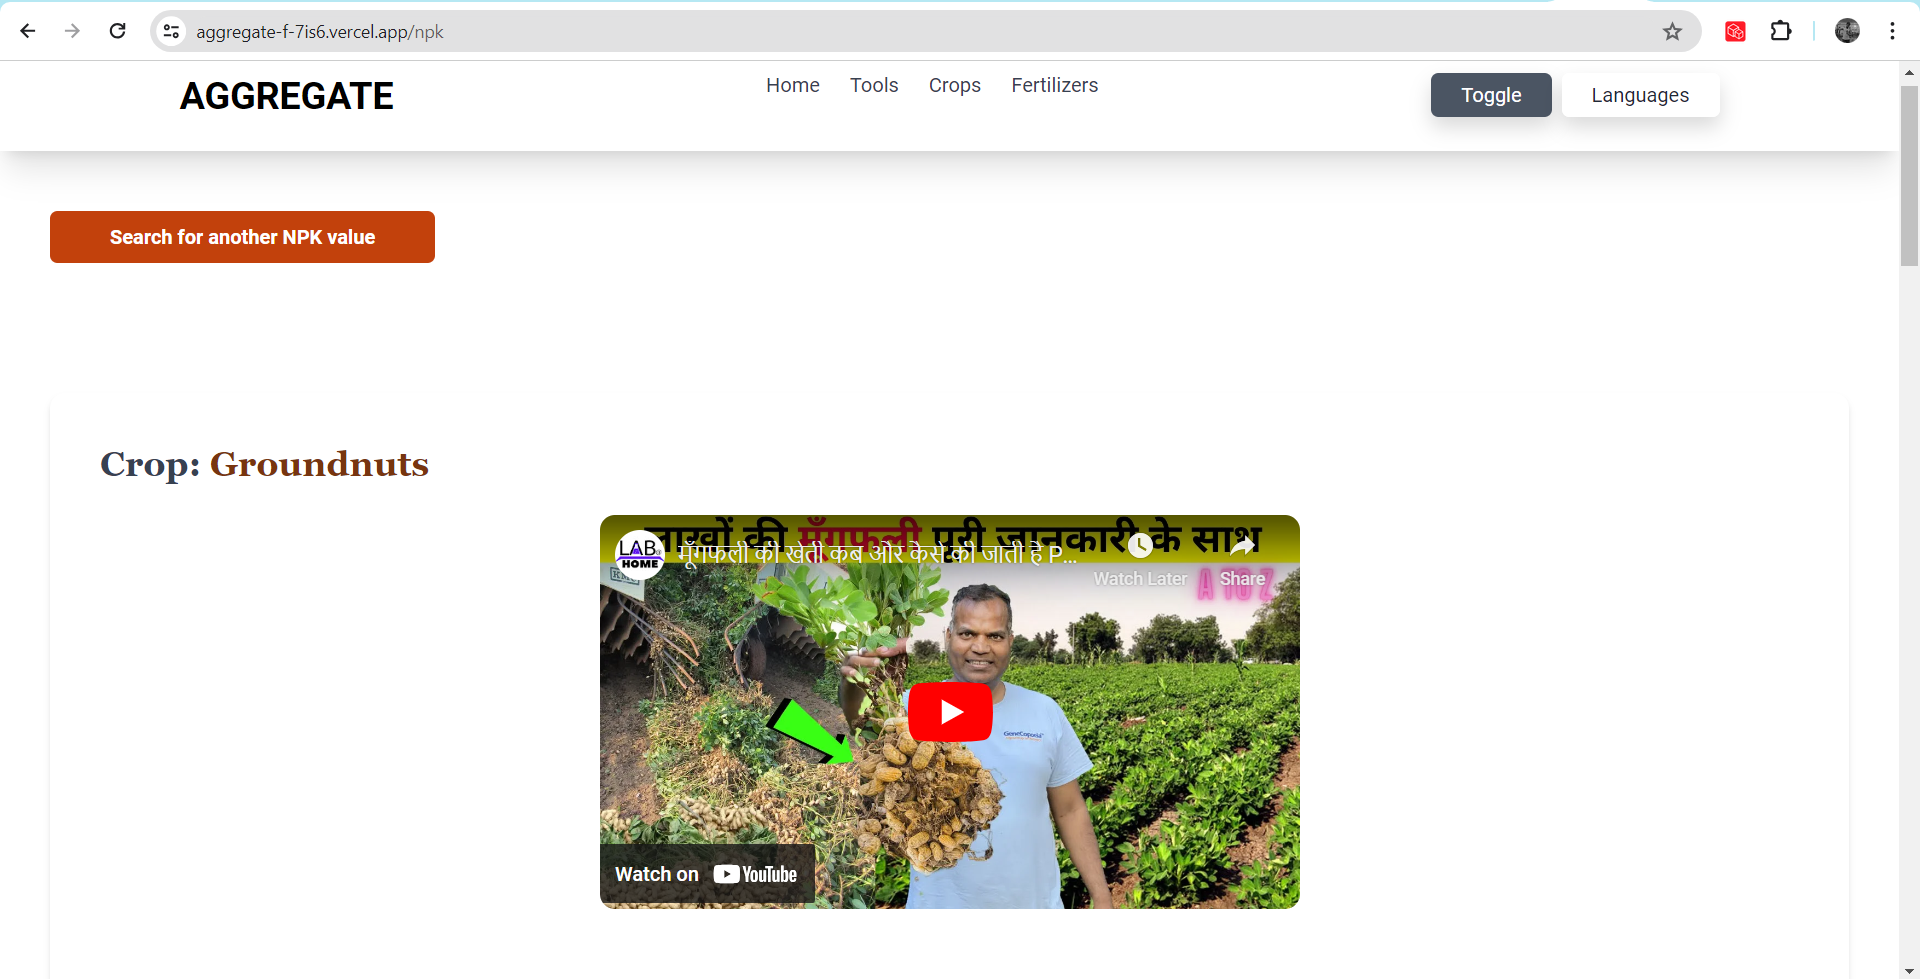 aggregate-f-7is6.vercel.app/npk
AGGREGATE
Home Tools Crops Fertilizers
Toggle Languages
Search for another NPK value
Crop: Groundnuts
लाखों की मूँगफली पूरी जानकारी के साथ
LAB@
HOME
मूँगफली की खेती कब और कैसे की जाती है P...
Watch Later Share
A TO Z
GeneCopoeia
Watch on YouTube